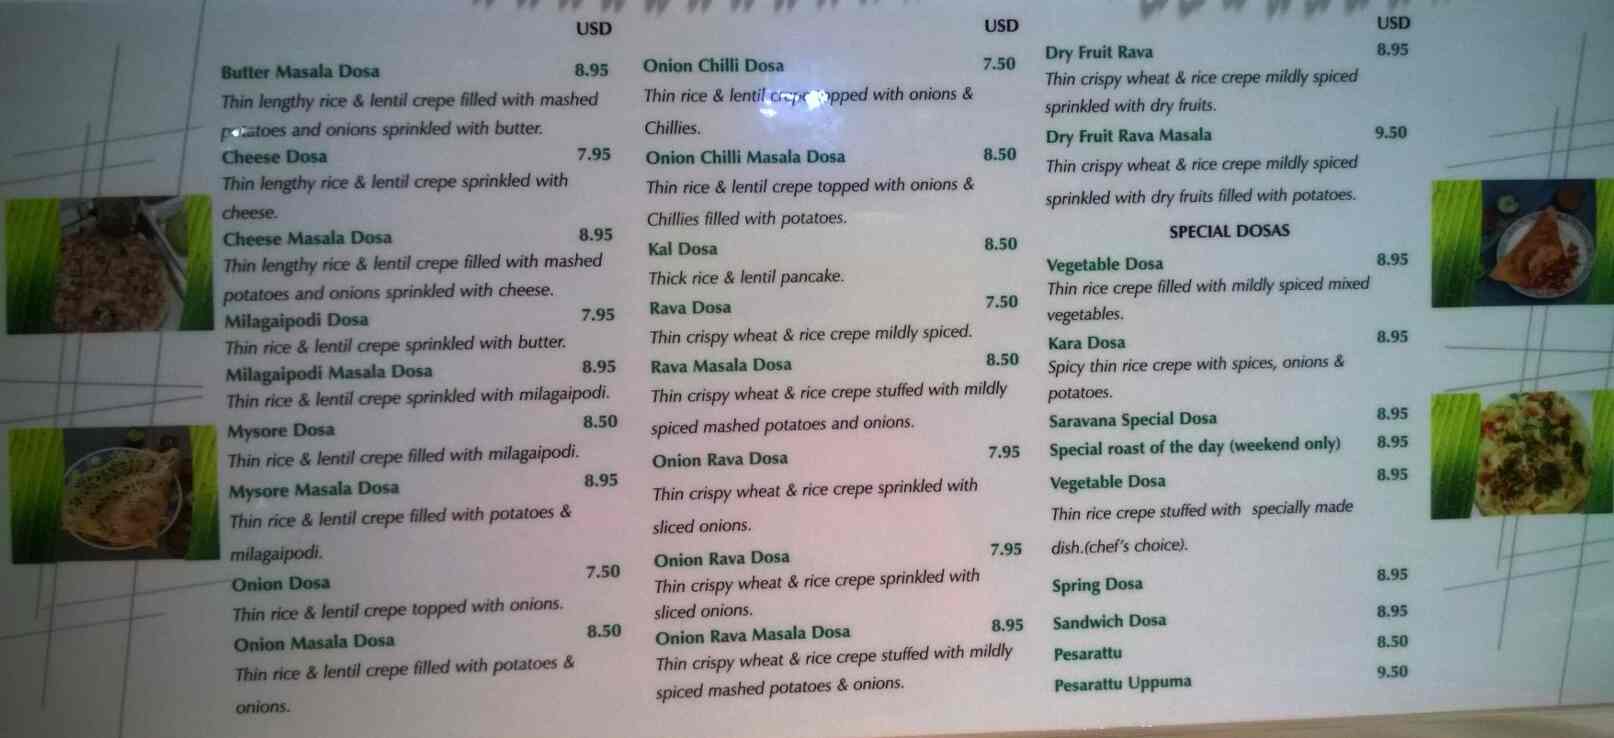 USD
Butter Masala Dosa 8.95
Thin lengthy rice & lentil crepe filled with mashed
potatoes and onions sprinkled with butter.
Cheese Dosa 7.95
Thin lengthy rice & lentil crepe sprinkled with
cheese.
Cheese Masala Dosa 8.95
Thin lengthy rice & lentil crepe filled with mashed
potatoes and onions sprinkled with cheese.
Milagaipodi Dosa 7.95
Thin rice & lentil crepe sprinkled with butter.
Milagaipodi Masala Dosa 8.95
Thin rice & lentil crepe sprinkled with milagaipodi.
Mysore Dosa 8.50
Thin rice & lentil crepe filled with milagaipodi.
Mysore Masala Dosa 8.95
Thin rice & lentil crepe filled with potatoes &
milagaipodi.
Onion Dosa 7.50
Thin rice & lentil crepe topped with onions.
Onion Masala Dosa 8.50
Thin rice & lentil crepe filled with potatoes &
onions.
USD
Onion Chilli Dosa 7.50
Thin rice & lentil crepe topped with onions &
Chillies.
Onion Chilli Masala Dosa 8.50
Thin rice & lentil crepe topped with onions &
Chillies filled with potatoes.
Kal Dosa 8.50
Thick rice & lentil pancake.
Rava Dosa 7.50
Thin crispy wheat & rice crepe mildly spiced.
Rava Masala Dosa 8.50
Thin crispy wheat & rice crepe stuffed with mildly
spiced mashed potatoes and onions.
Onion Rava Dosa 7.95
Thin crispy wheat & rice crepe sprinkled with
sliced onions.
Onion Rava Dosa 7.95
Thin crispy wheat & rice crepe sprinkled with
sliced onions.
Onion Rava Masala Dosa 8.95
Thin crispy wheat & rice crepe stuffed with mildly
spiced mashed potatoes & onions.
USD
Dry Fruit Rava 8.95
Thin crispy wheat & rice crepe mildly spiced
sprinkled with dry fruits.
Dry Fruit Rava Masala 9.50
Thin crispy wheat & rice crepe mildly spiced
sprinkled with dry fruits filled with potatoes.
SPECIAL DOSAS
Vegetable Dosa 8.95
Thin rice crepe filled with mildly spiced mixed
vegetables.
Kara Dosa 8.95
Spicy thin rice crepe with spices, onions &
potatoes.
Saravana Special Dosa 8.95
Special roast of the day (weekend only) 8.95
Vegetable Dosa 8.95
Thin rice crepe stuffed with specially made
dish.(chef's choice).
Spring Dosa 8.95
Sandwich Dosa 8.95
Pesarattu 8.50
Pesarattu Uppuma 9.50